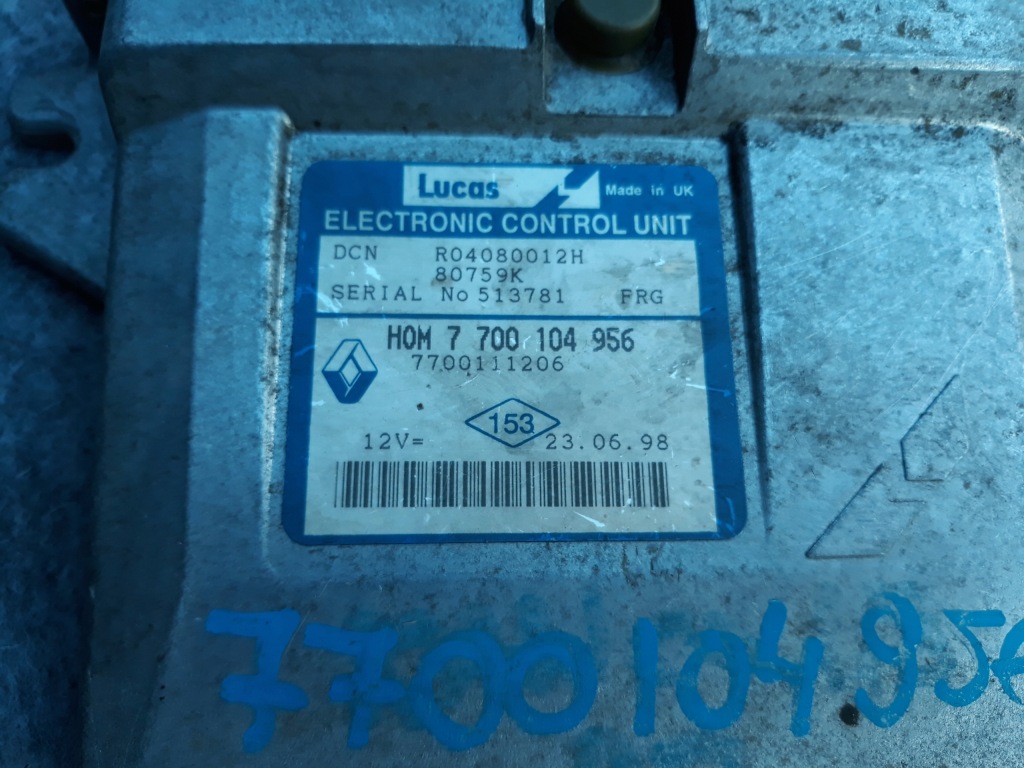 Lucas Made in UK
ELECTRONIC CONTROL UNIT
DCN R04080012H
80759K
SERIAL No 513781 FRG
HOM 7 700 104 956
7700111206
153
12V= 23.06.98
7700104956